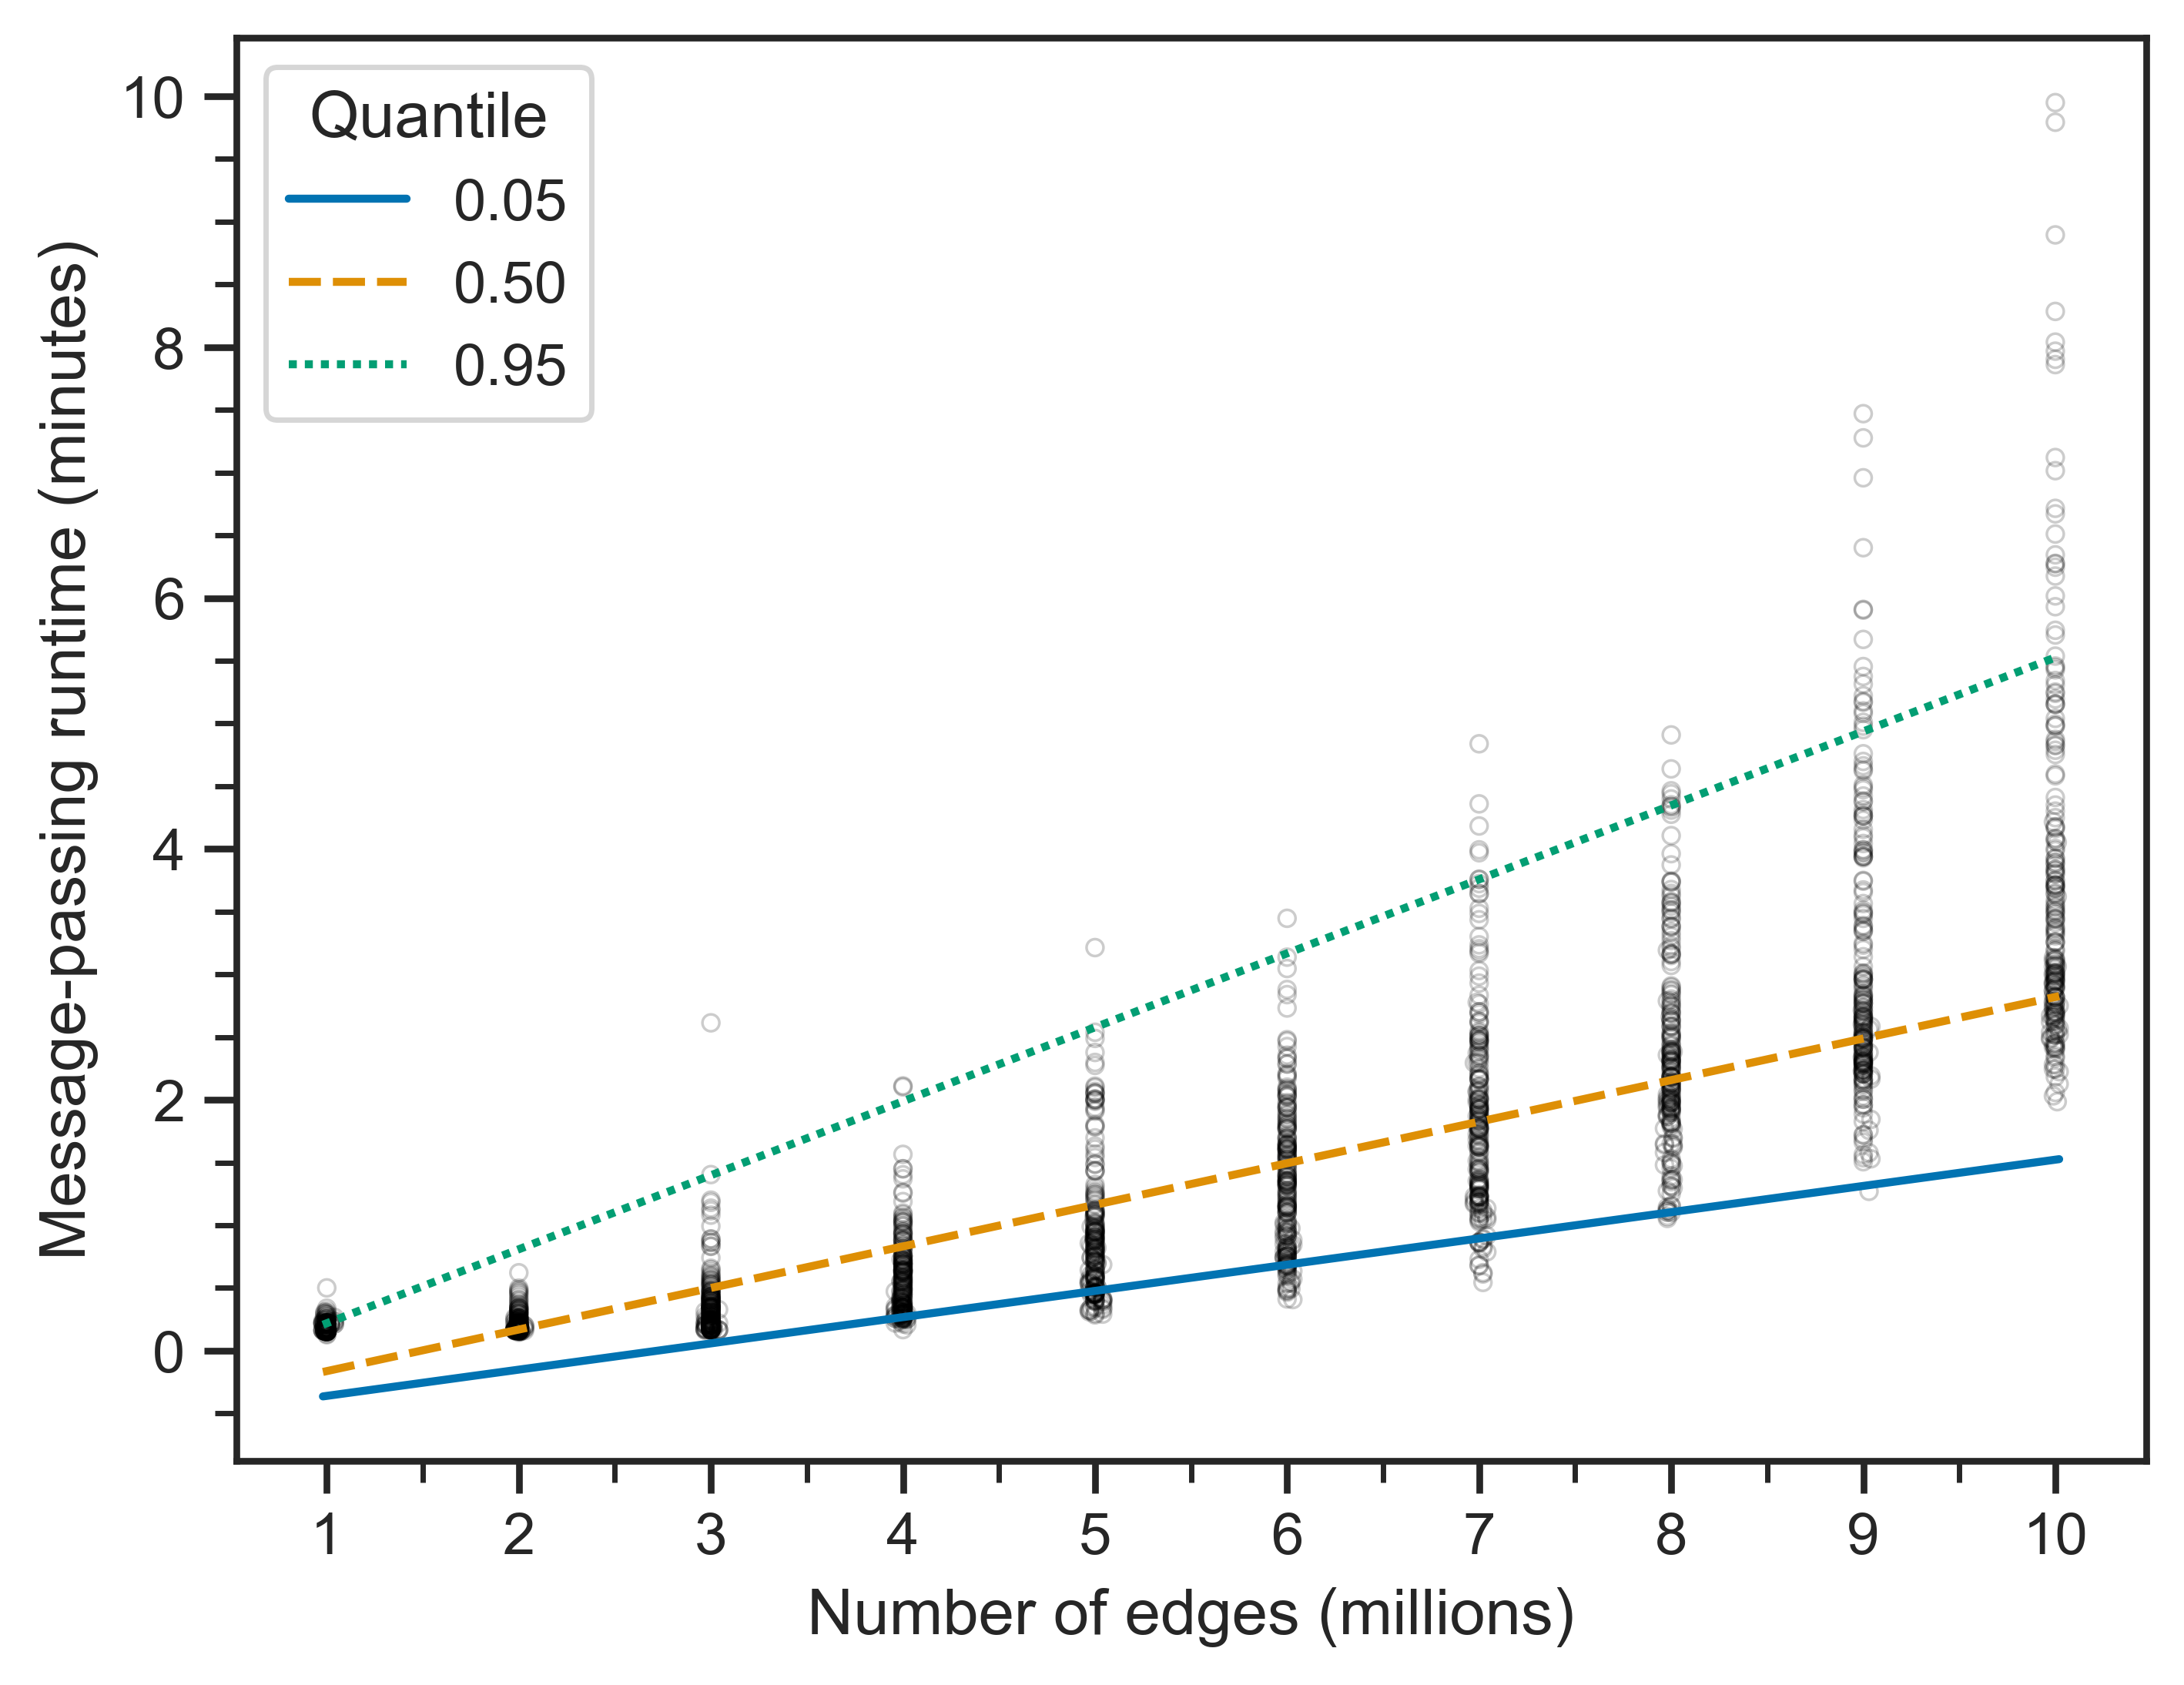 Quantile
0.05
0.50
0.95
Message-passing runtime (minutes)
10
8
6
4
2
0
1 2 3 4 5 6 7 8 9 10
Number of edges (millions)